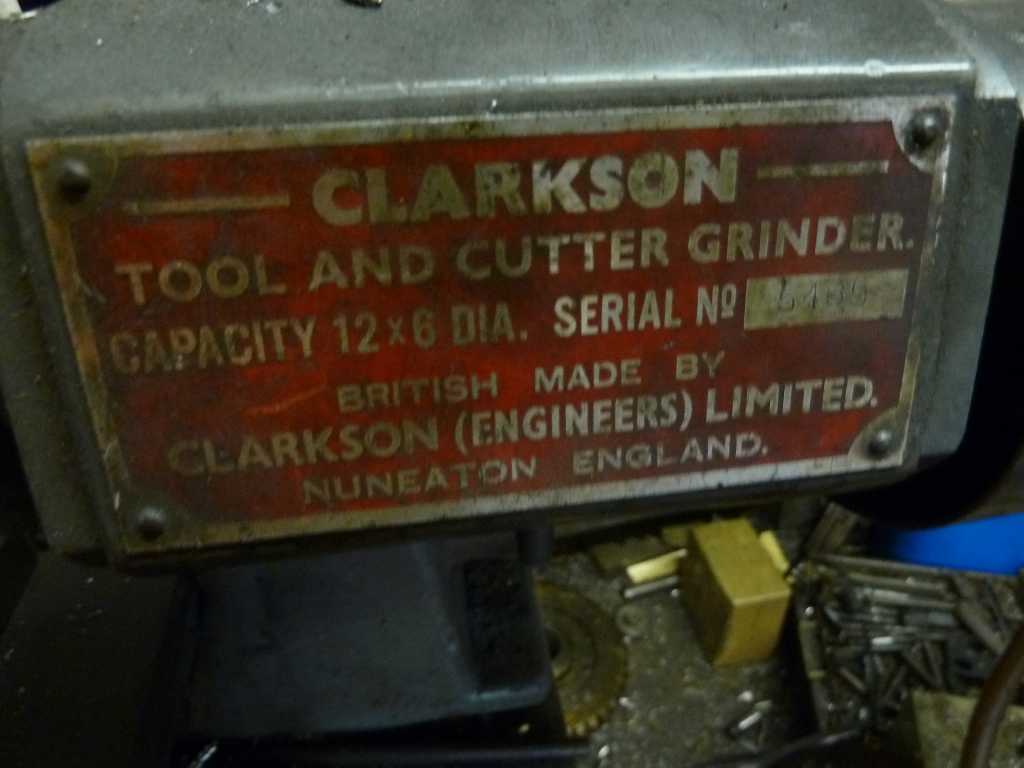 CLARKSON
TOOL AND CUTTER GRINDER.
CAPACITY 12 x 6 DIA. SERIAL Nº
BRITISH MADE BY
CLARKSON (ENGINEERS) LIMITED.
NUNEATON ENGLAND.